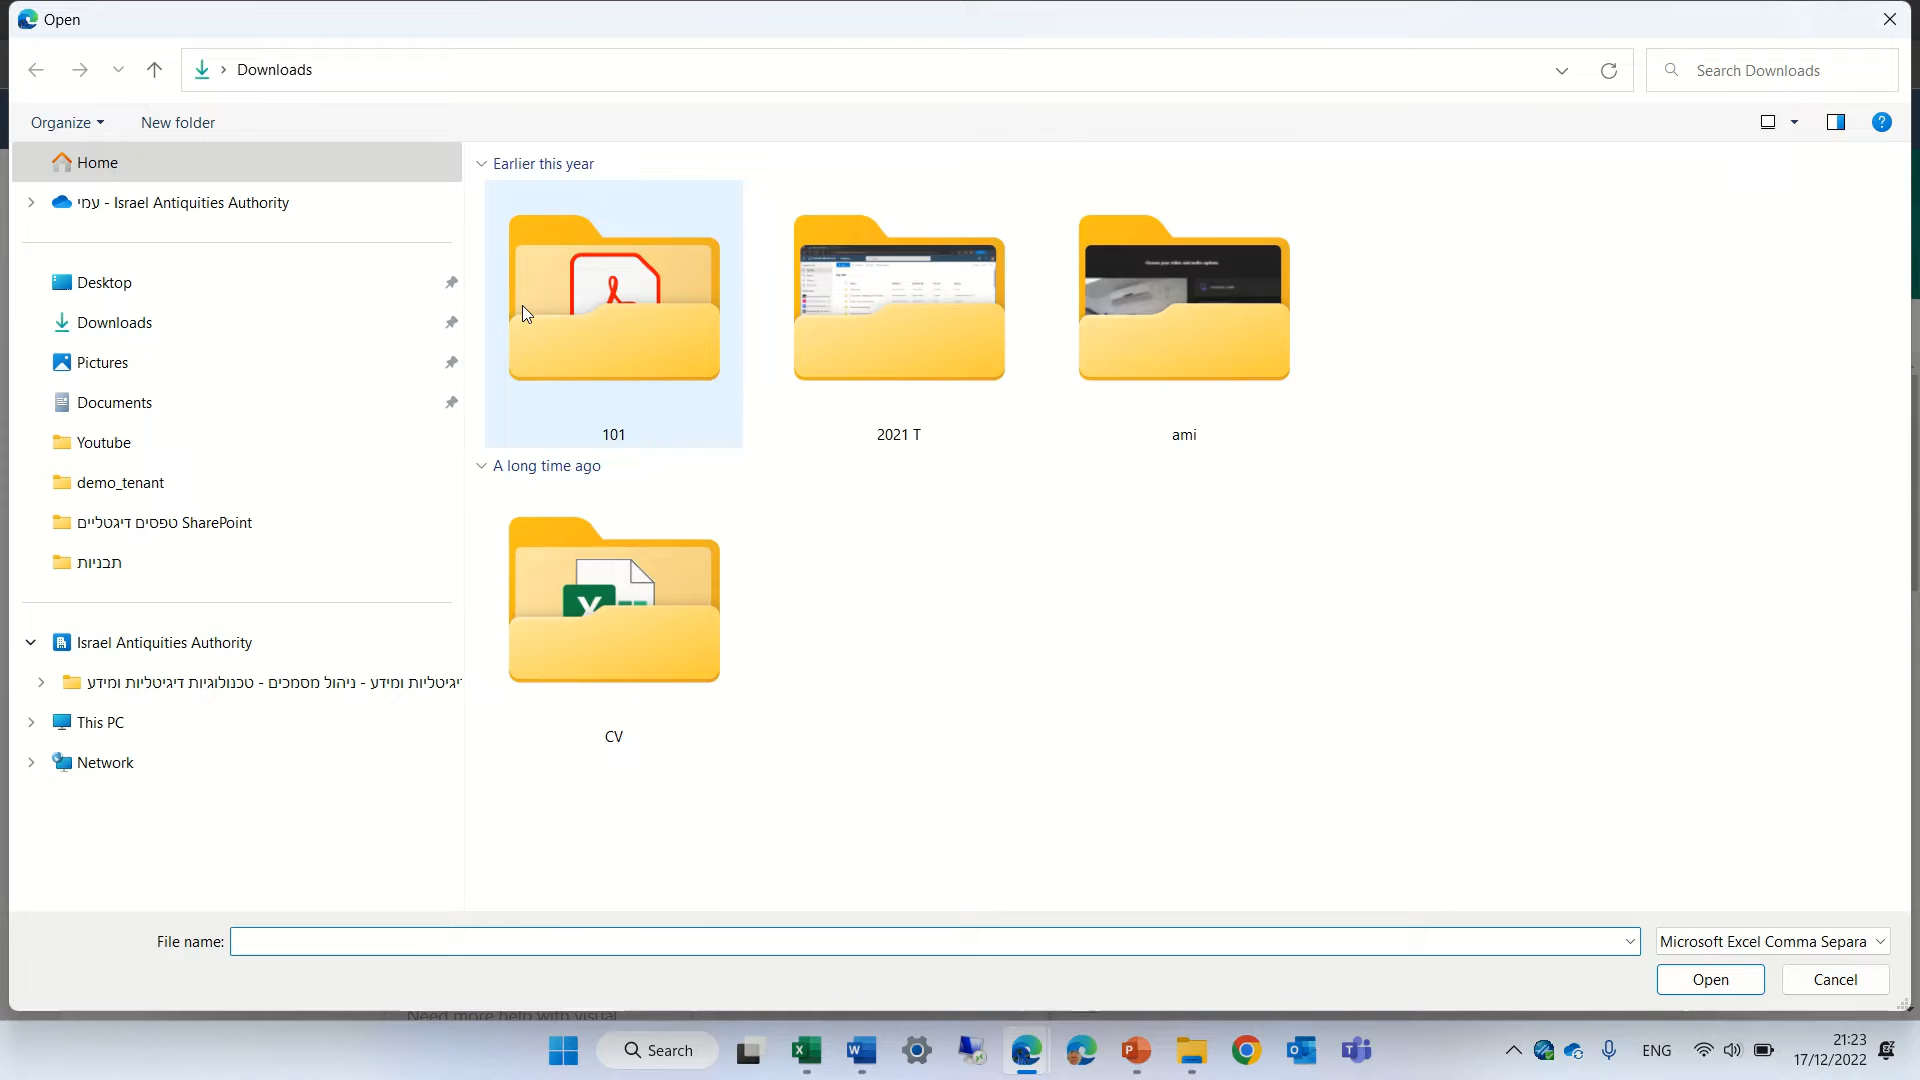 Open
Downloads
Search Downloads
Organize
New folder
Home
עמי - Israel Antiquities Authority
Desktop
Downloads
Pictures
Documents
Youtube
demo_tenant
טפסים דיגטליים SharePoint
תבניות
Israel Antiquities Authority
דיגיטליות ומידע - ניהול מסמכים - טכנולוגיות דיגיטליות ומידע
This PC
Network
Earlier this year
101
2021 T
ami
A long time ago
CV
File name:
Microsoft Excel Comma Separa
Open
Cancel
Need more help with visual
Search
ENG
21:23
17/12/2022